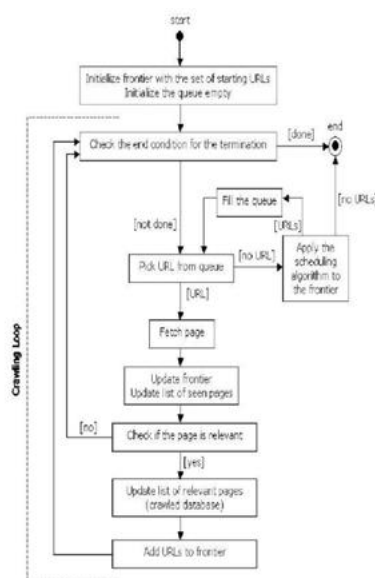 start
Initialize frontier with the set of starting URLs
Initialize the queue empty
Check the end condition for the termination
[done]
end
[not done]
Fill the queue
[URLs]
[no URLs]
Pick URL from queue
[no URL]
Apply the
scheduling
algorithm to
the frontier
[URL]
Fetch page
Update frontier
Update list of seen pages
[no]
Check if the page is relevant
[yes]
Update list of relevant pages
(crawled database)
Add URLs to frontier
Crawling Loop